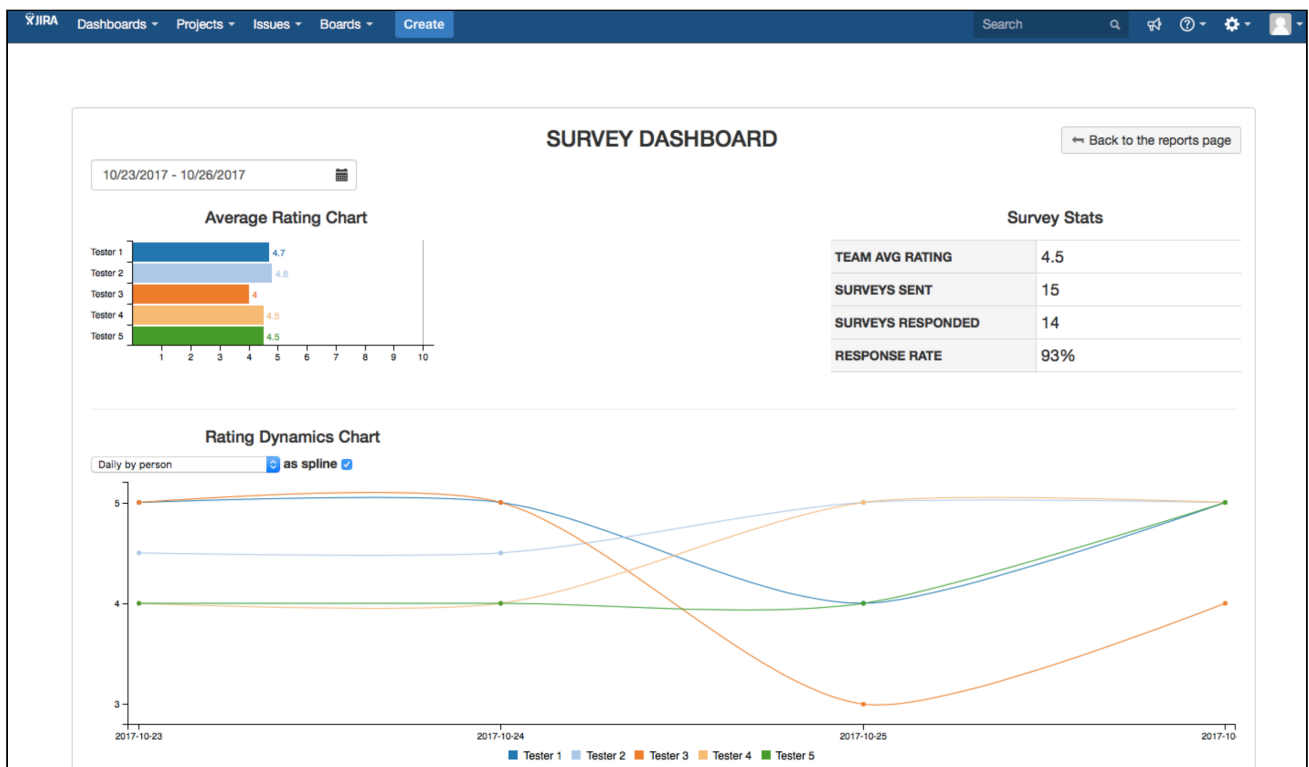 JIRA Dashboards Projects Issues Boards Create Search
SURVEY DASHBOARD
Back to the reports page
10/23/2017 - 10/26/2017
Average Rating Chart
Tester 1 4.7
Tester 2 4.8
Tester 3 4
Tester 4 4.5
Tester 5 4.5
1 2 3 4 5 6 7 8 9 10
Survey Stats
TEAM AVG RATING 4.5
SURVEYS SENT 15
SURVEYS RESPONDED 14
RESPONSE RATE 93%
Rating Dynamics Chart
Daily by person as spline
5
4
3
2017-10-23 2017-10-24 2017-10-25 2017-10-
Tester 1 Tester 2 Tester 3 Tester 4 Tester 5